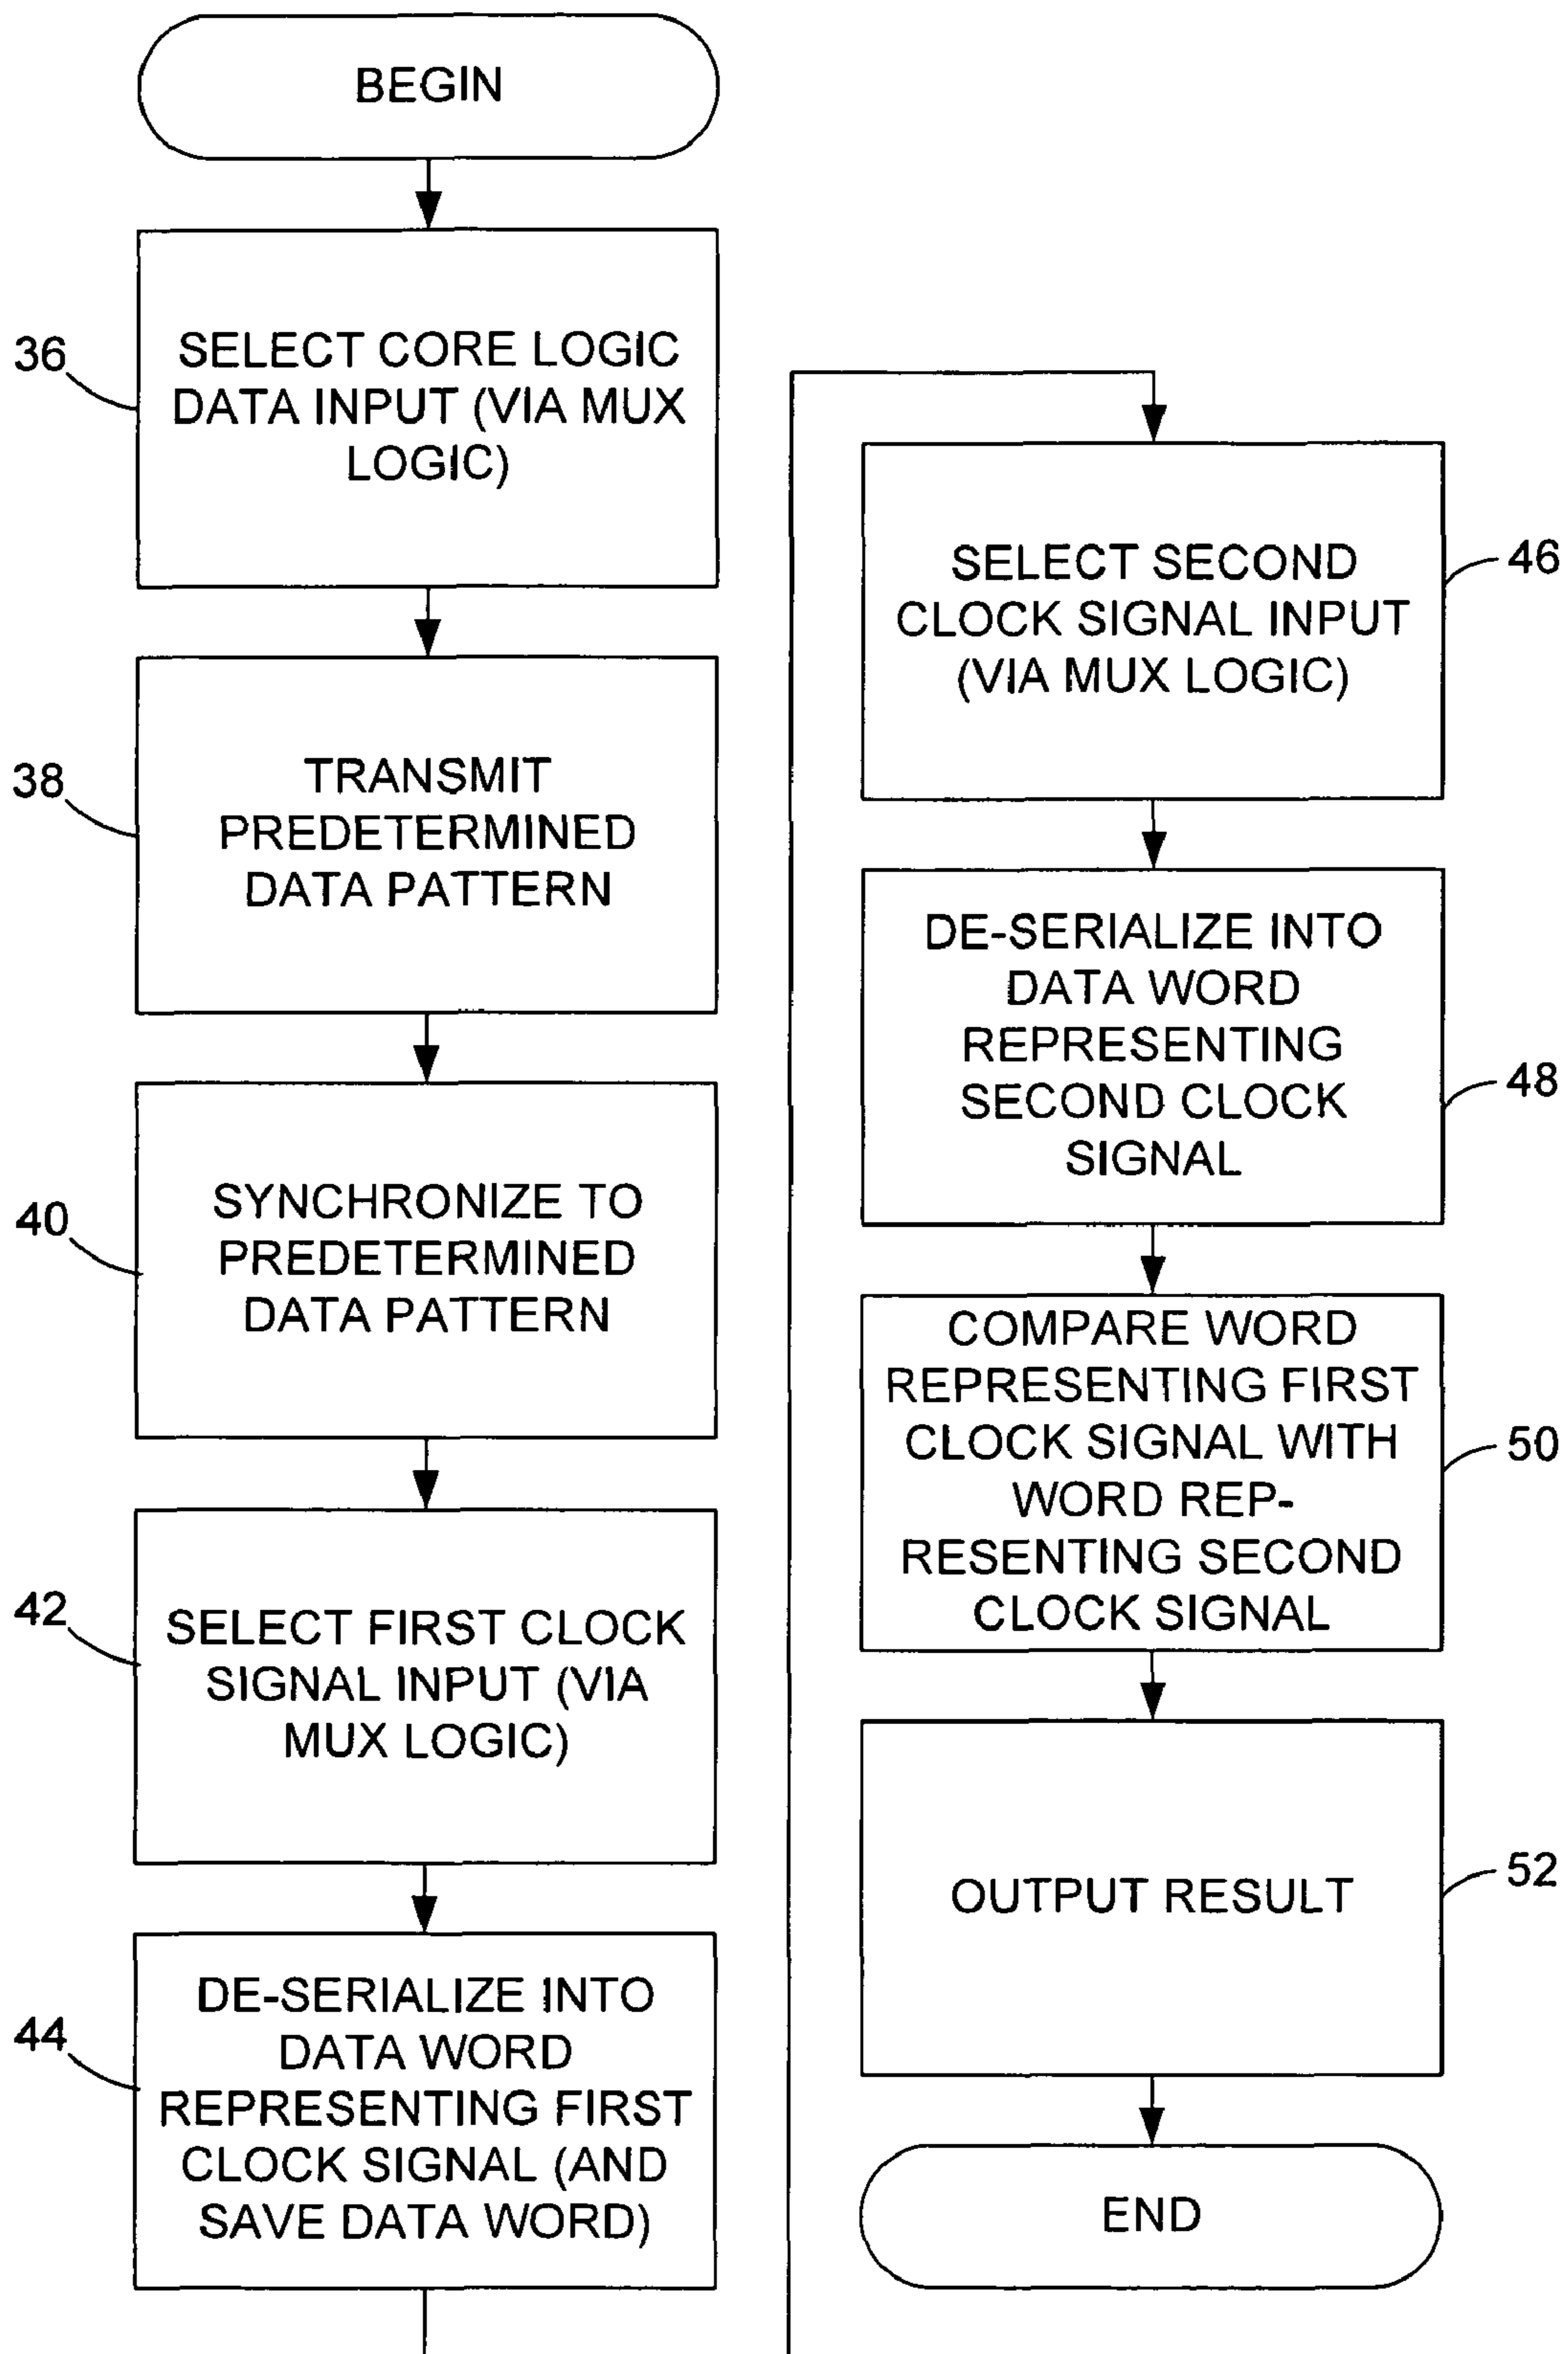 BEGIN
36
SELECT CORE LOGIC
DATA INPUT (VIA MUX
LOGIC)
38
TRANSMIT
PREDETERMINED
DATA PATTERN
40
SYNCHRONIZE TO
PREDETERMINED
DATA PATTERN
42
SELECT FIRST CLOCK
SIGNAL INPUT (VIA
MUX LOGIC)
44
DE-SERIALIZE INTO
DATA WORD
REPRESENTING FIRST
CLOCK SIGNAL (AND
SAVE DATA WORD)
SELECT SECOND
CLOCK SIGNAL INPUT
(VIA MUX LOGIC)
46
DE-SERIALIZE INTO
DATA WORD
REPRESENTING
SECOND CLOCK
SIGNAL
48
COMPARE WORD
REPRESENTING FIRST
CLOCK SIGNAL WITH
WORD REP-
RESENTING SECOND
CLOCK SIGNAL
50
OUTPUT RESULT
52
END